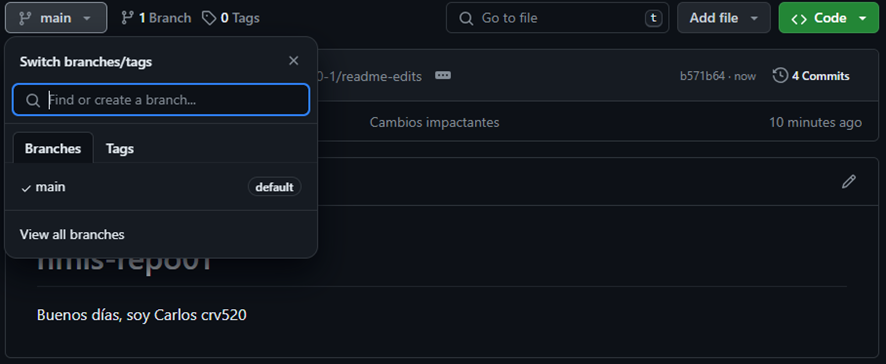 main 1 Branch 0 Tags Go to file t Add file Code
Switch branches/tags
0-1/readme-edits b571b64 · now 4 Commits
Find or create a branch...
Cambios impactantes 10 minutes ago
Branches Tags
main default
View all branches
hmis-repo01
Buenos días, soy Carlos crv520